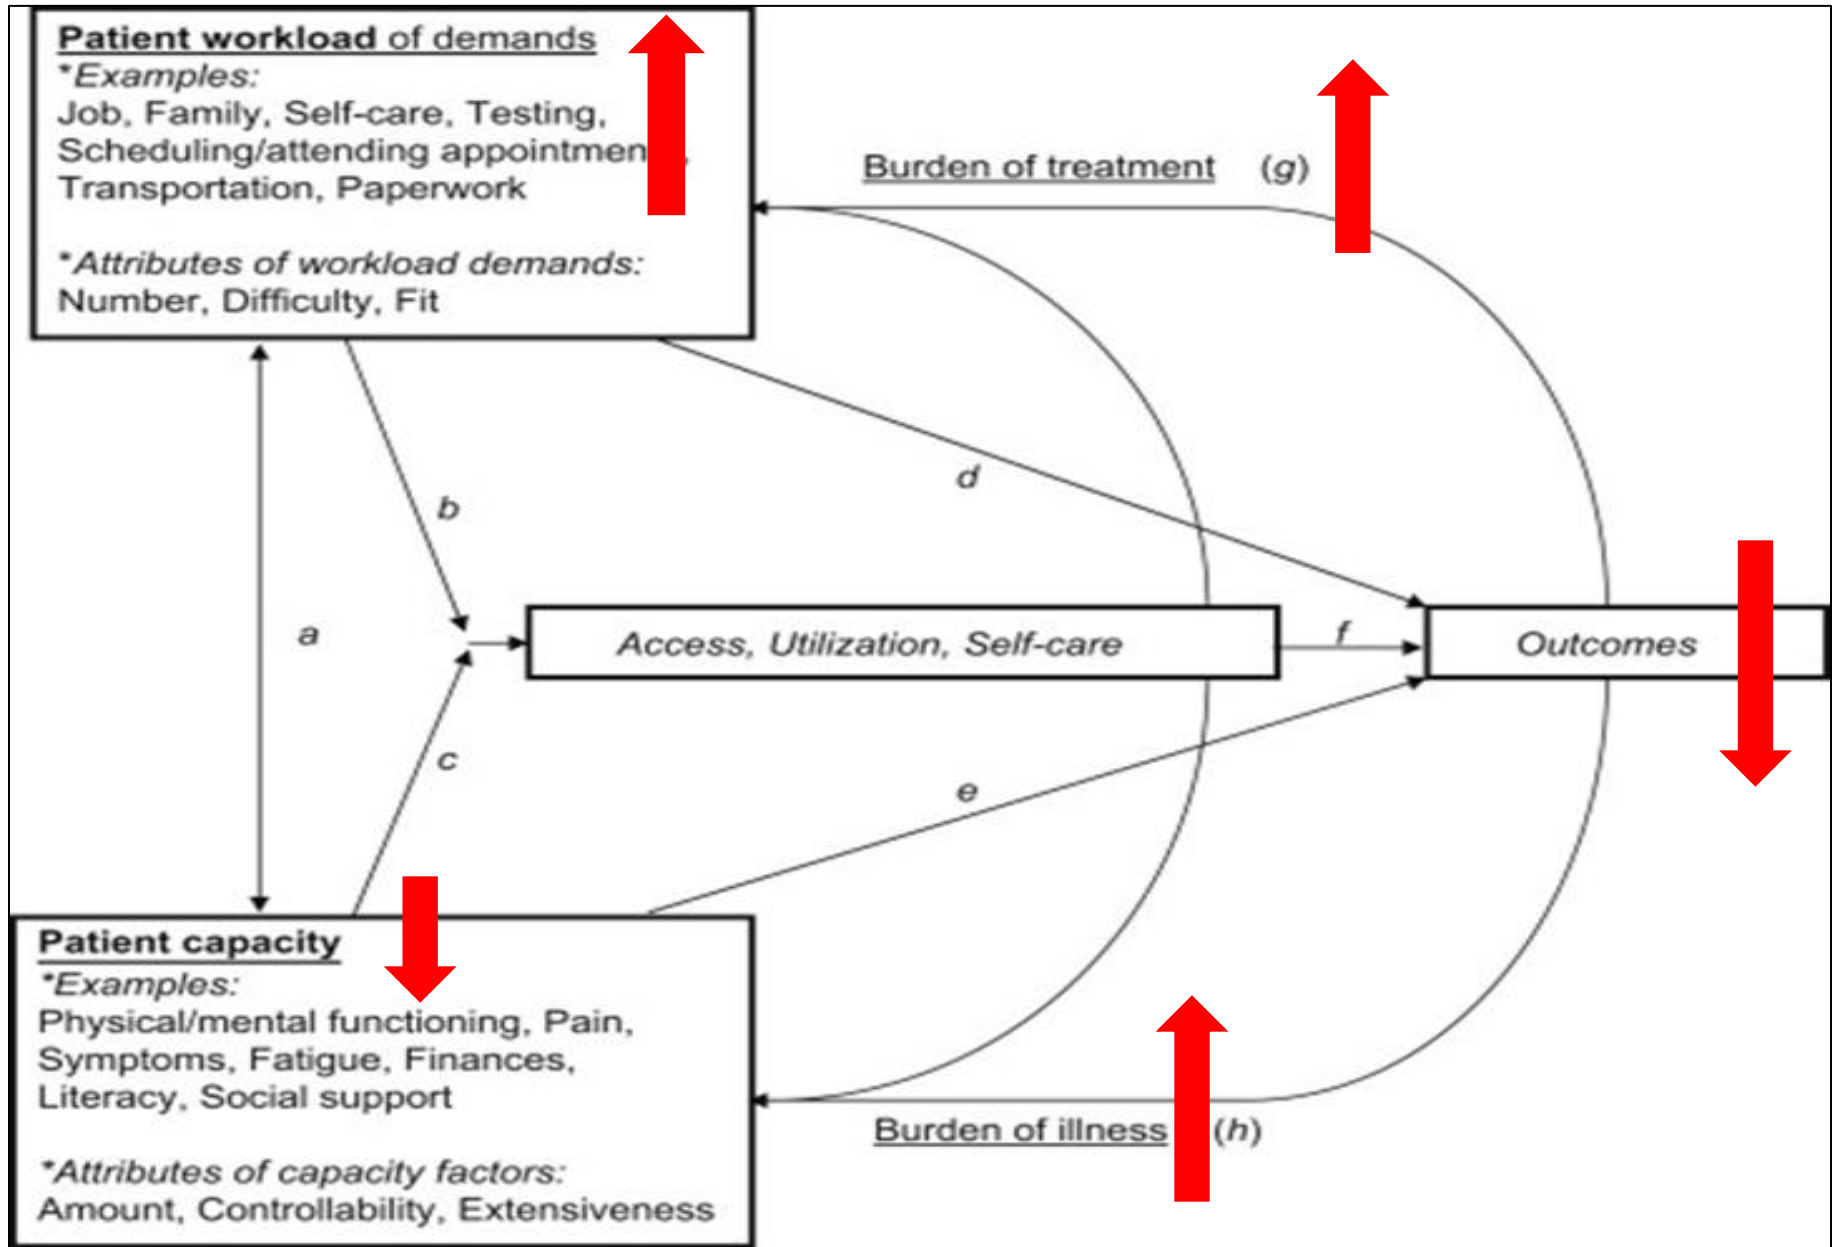 Patient workload of demands
*Examples:
Job, Family, Self-care, Testing,
Scheduling/attending
Transportation, Paperwork
*Attributes of workload demands:
Number, Difficulty, Fit
Burden of treatment (g)
d
b
a
Access, Utilization, Self-care
f
Outcomes
c
e
Patient capacity
*Examples:
Physical/mental functioning, Pain,
Symptoms, Fatigue, Finances,
Literacy, Social support
*Attributes of capacity factors:
Amount, Controllability, Extensiveness
Burden of illness (h)